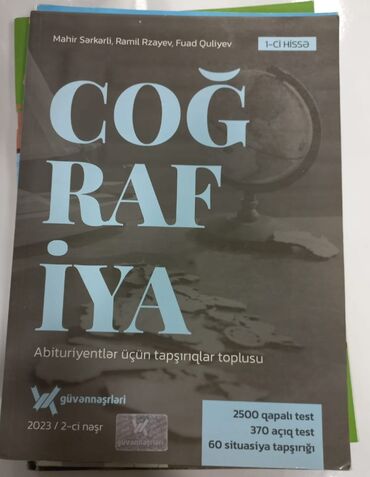 Mahir Sərkərli, Ramil Rzayev, Fuad Quliyev
1-Cİ HİSSƏ
COĞ
RAF
İYA
Abituriyentlər üçün tapşırıqlar toplusu
güvənnəşrləri
2023 / 2-ci nəşr
güvənnəşrləri
2500 qapalı test
370 açıq test
60 situasiya tapşırığı